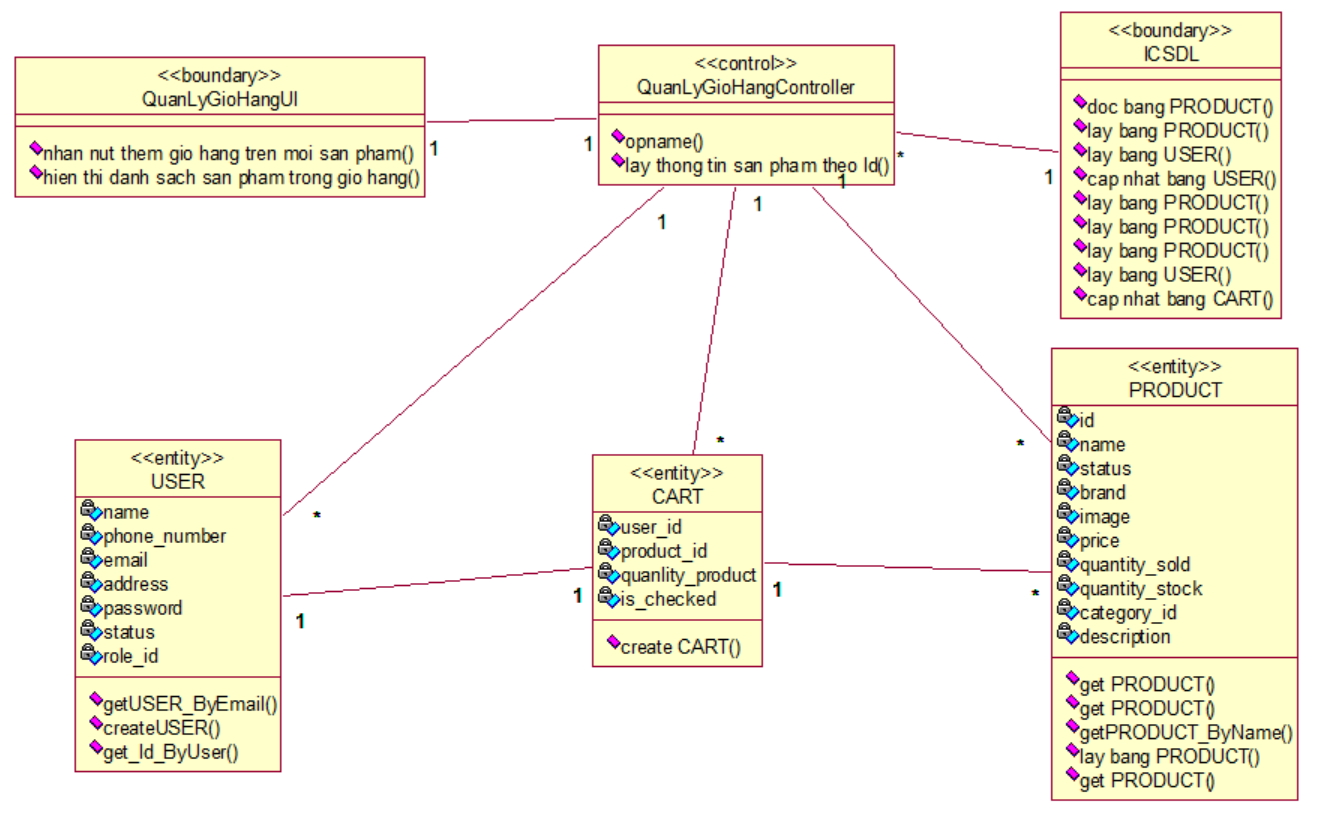 <<boundary>>
QuanLyGioHangUI
nhan nut them gio hang tren moi san pham()
hien thi danh sach san pham trong gio hang()
1
1
<<control>>
QuanLyGioHangController
opname()
lay thong tin san pham theo Id()
*
1
1
1
1
<<boundary>>
ICSDL
doc bang PRODUCT()
lay bang PRODUCT()
lay bang USER()
cap nhat bang USER()
lay bang PRODUCT()
lay bang PRODUCT()
lay bang PRODUCT()
lay bang USER()
cap nhat bang CART()
<<entity>>
USER
name
phone_number
email
address
password
status
role_id
getUSER_ByEmail()
createUSER()
get_Id_ByUser()
*
1
1
*
<<entity>>
CART
user_id
product_id
quanlity_product
is_checked
create CART()
1
*
*
<<entity>>
PRODUCT
id
name
status
brand
image
price
quantity_sold
quantity_stock
category_id
description
get PRODUCT()
get PRODUCT()
getPRODUCT_ByName()
lay bang PRODUCT()
get PRODUCT()